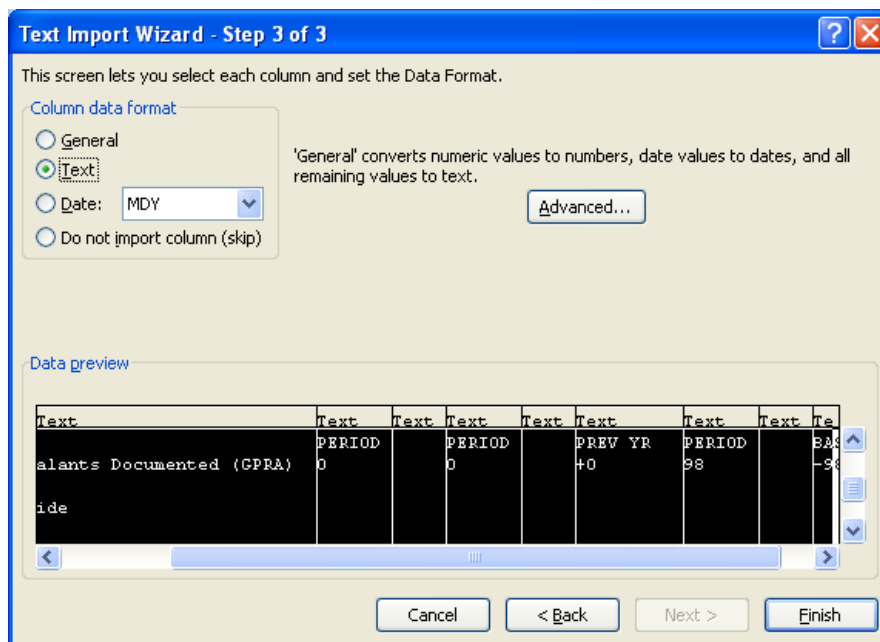 Text Import Wizard - Step 3 of 3
This screen lets you select each column and set the Data Format.
Column data format
General
Text
Date: MDY
Do not import column (skip)
'General' converts numeric values to numbers, date values to dates, and all
remaining values to text.
Advanced...
Data preview
Text Text Text Text Text Text Text Text Te
PERIOD PERIOD PREV YR PERIOD BAS
alants Documented (GPRA) 0 0 +0 98 -98
ide
Cancel < Back Next > Finish